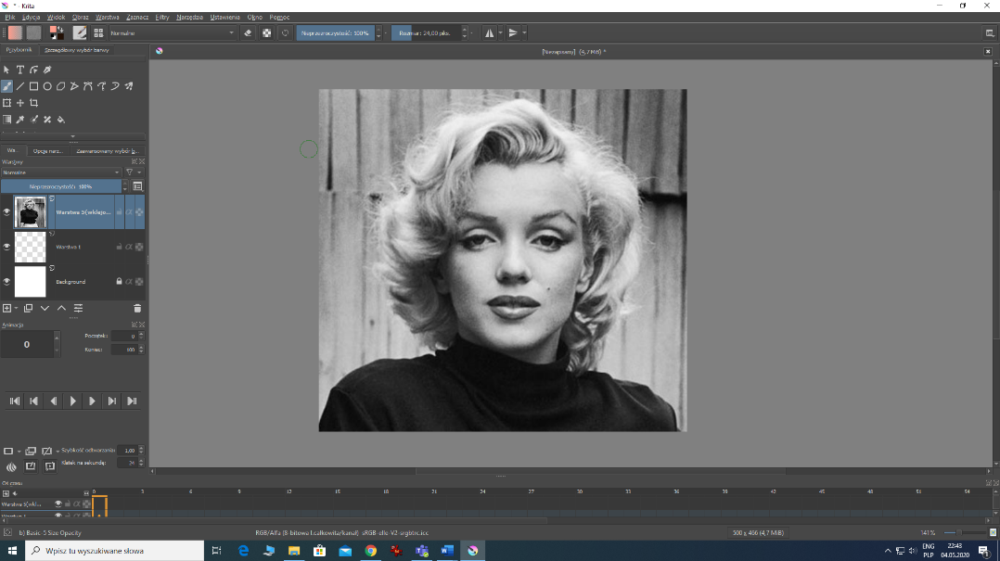 * - Krita
Plik Edycja Widok Obraz Warstwa Zaznacz Filtry Narzędzia Ustawienia Okno Pomoc
Normalne Nieprzezroczystość: 100% Rozmiar: 24,00 piks.
Przybornik Szczegółowy wybór barwy
[Niezapisany] (4,7 MiB) *
Wa... Opcje narz... Zaawansowany wybór b...
Warstwy
Normalne
Nieprzezroczystość: 100%
Warstwa 5(wklejo...
Warstwa 1
Background
Animacja
0
Początek: 0
Koniec: 100
Szybkość odtwarzania: 1,00
Klatek na sekundę: 24
Oś czasu
0 3 6 9 12 15 18 21 24 27 30 33 36 39 42 45 48 51 54
Warstwa 5(wkl...
Warstwa 1
b) Basic-5 Size Opacity
RGB/Alfa (8-bitowa l.całkowita/kanał) sRGB-elle-V2-srgbtrc.icc
500 x 466 (4,7 MiB)
141%
Wpisz tu wyszukiwane słowa
ENG
PLP
22:43
04.05.2020
1